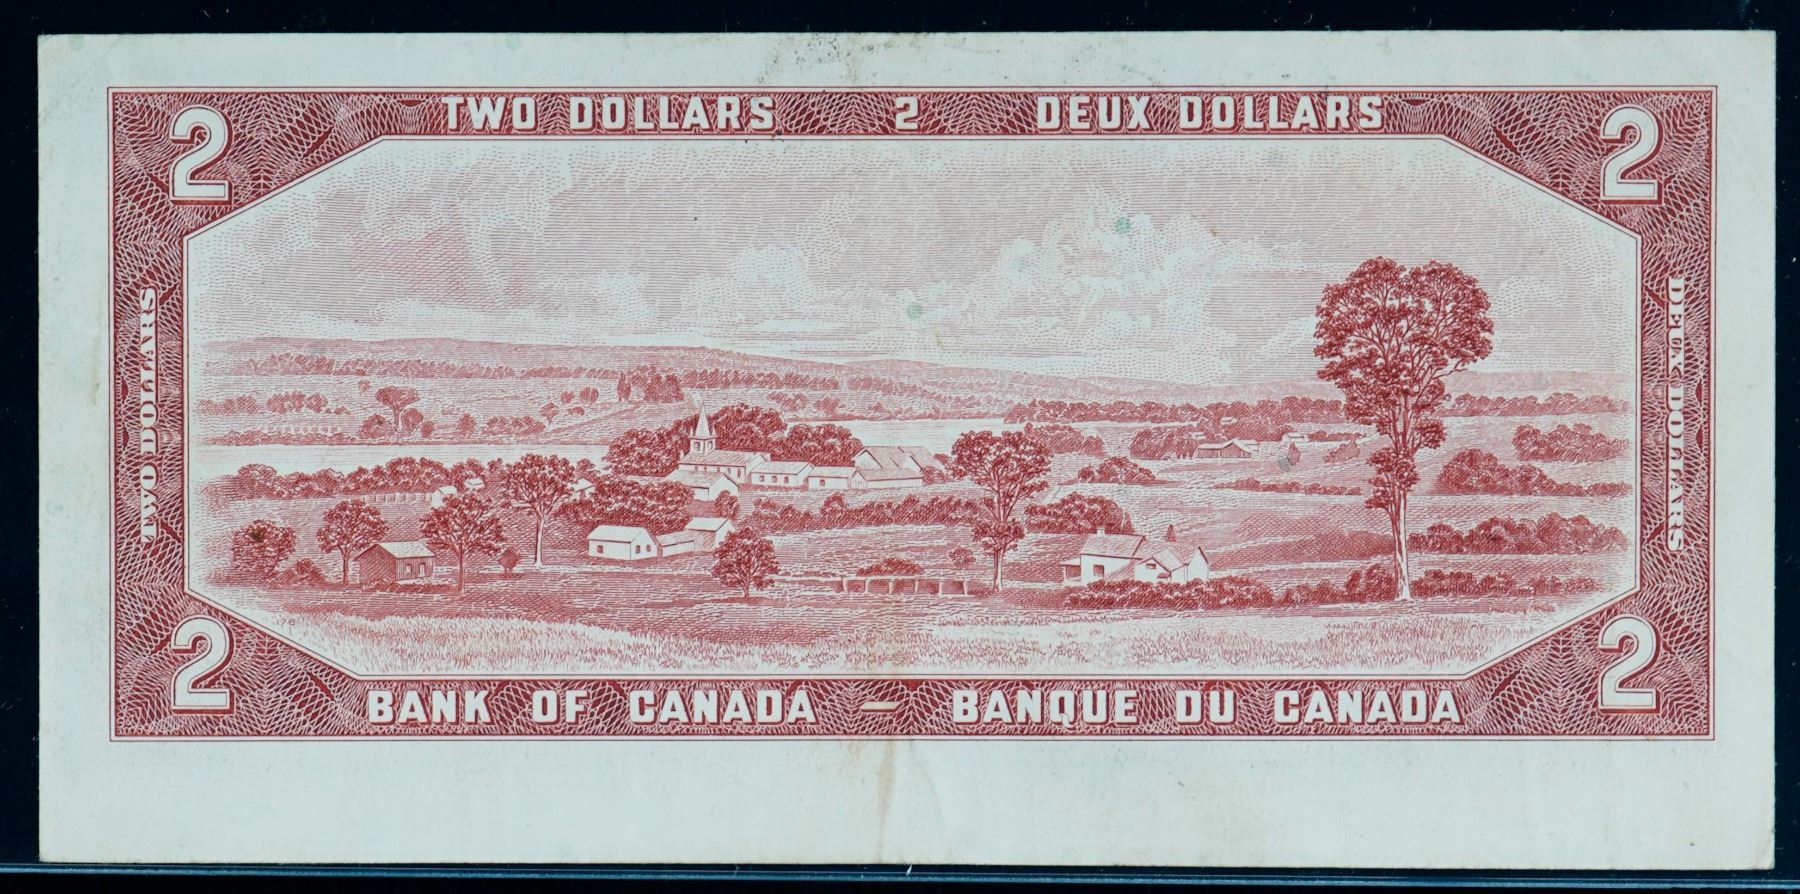 2 TWO DOLLARS 2 DEUX DOLLARS 2
TWO DOLLARS
DEUX DOLLARS
2 BANK OF CANADA — BANQUE DU CANADA 2